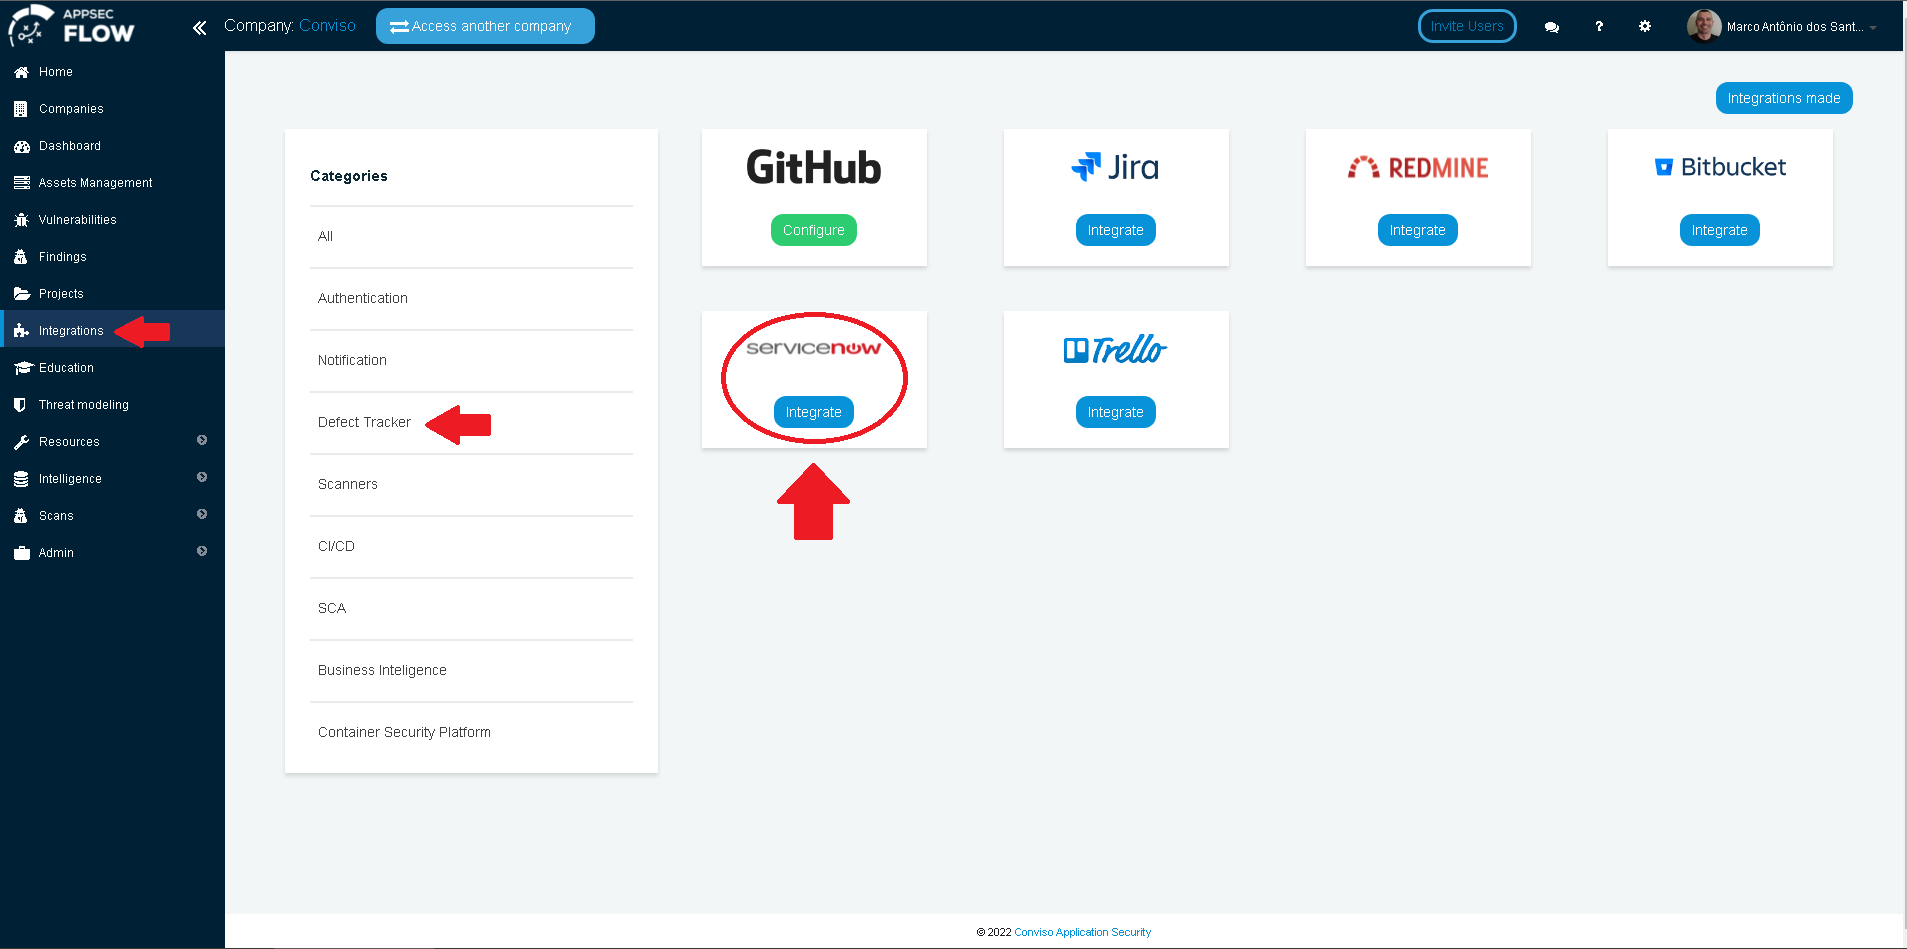 APPSEC
FLOW
Company: Conviso
Access another company
Invite Users
?
Marco Antônio dos Sant...
Home
Companies
Dashboard
Assets Management
Vulnerabilities
Findings
Projects
Integrations
Education
Threat modeling
Resources
Intelligence
Scans
Admin
Integrations made
Categories
All
Authentication
Notification
Defect Tracker
Scanners
CI/CD
SCA
Business Inteligence
Container Security Platform
GitHub
Configure
Jira
Integrate
REDMINE
Integrate
Bitbucket
Integrate
servicenow
Integrate
Trello
Integrate
© 2022 Conviso Application Security